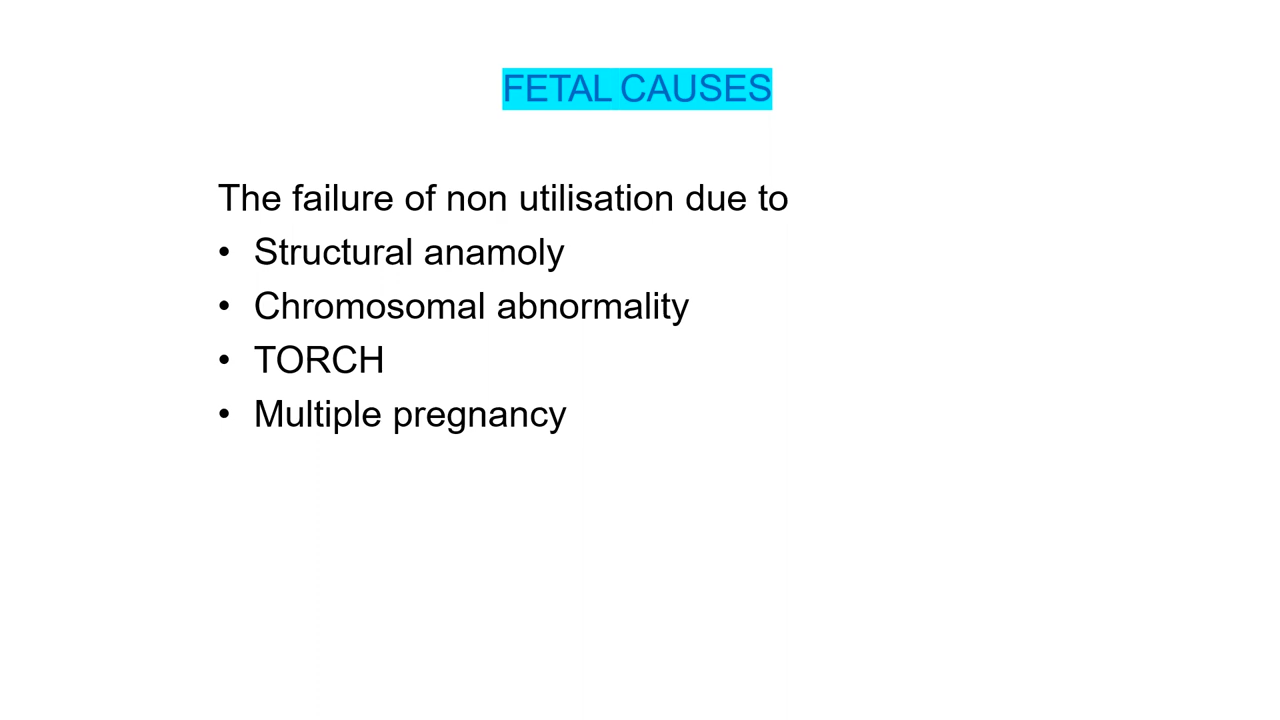 FETAL CAUSES
The failure of non utilisation due to
• Structural anamoly
• Chromosomal abnormality
• TORCH
• Multiple pregnancy